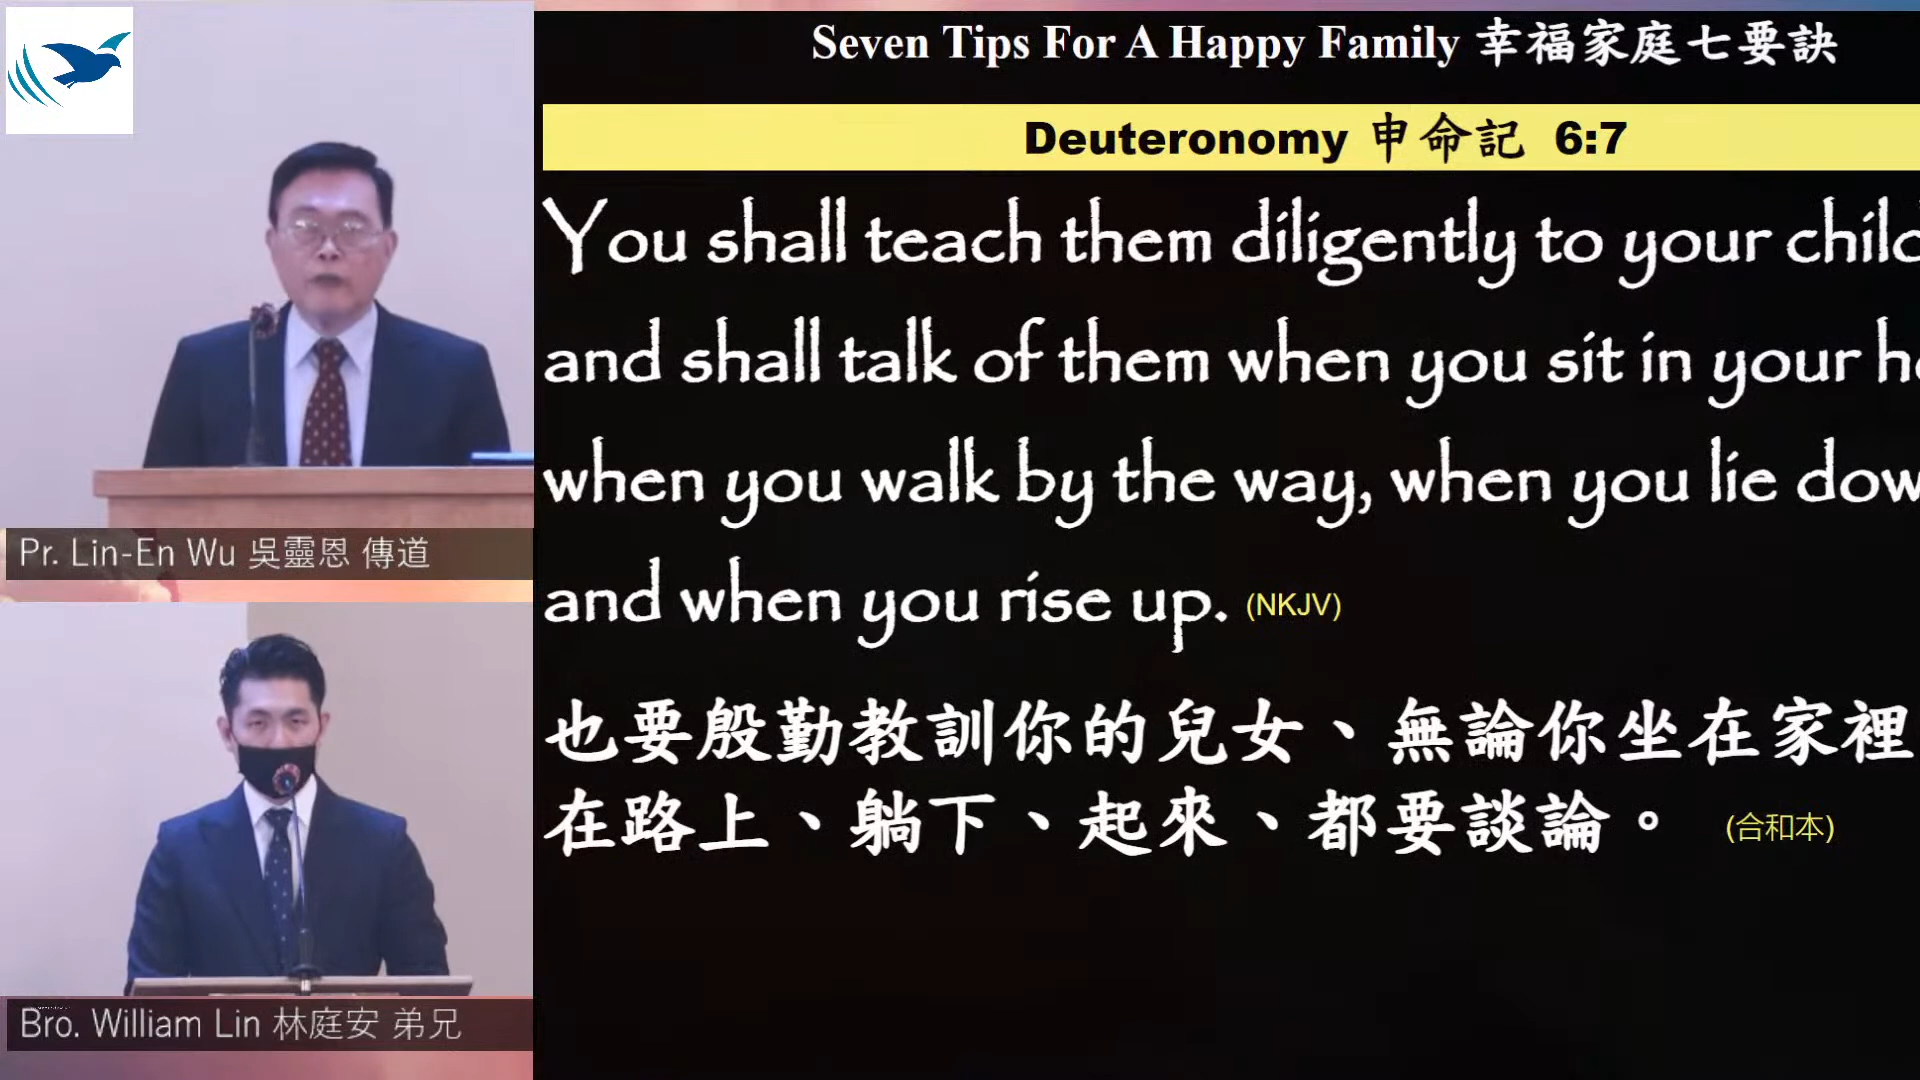 Seven Tips For A Happy Family 幸福家庭七要訣
Deuteronomy 申命記 6:7
You shall teach them diligently to your
and shall talk of them when you sit in your
when you walk by the way, when you lie
and when you rise up. (NKJV)
也要殷勤教訓你的兒女、無論你坐在家裡
在路上、躺下、起來、都要談論。 (合和本)
Pr. Lin-En Wu 吳靈恩 傳道
Bro. William Lin 林庭安 弟兄